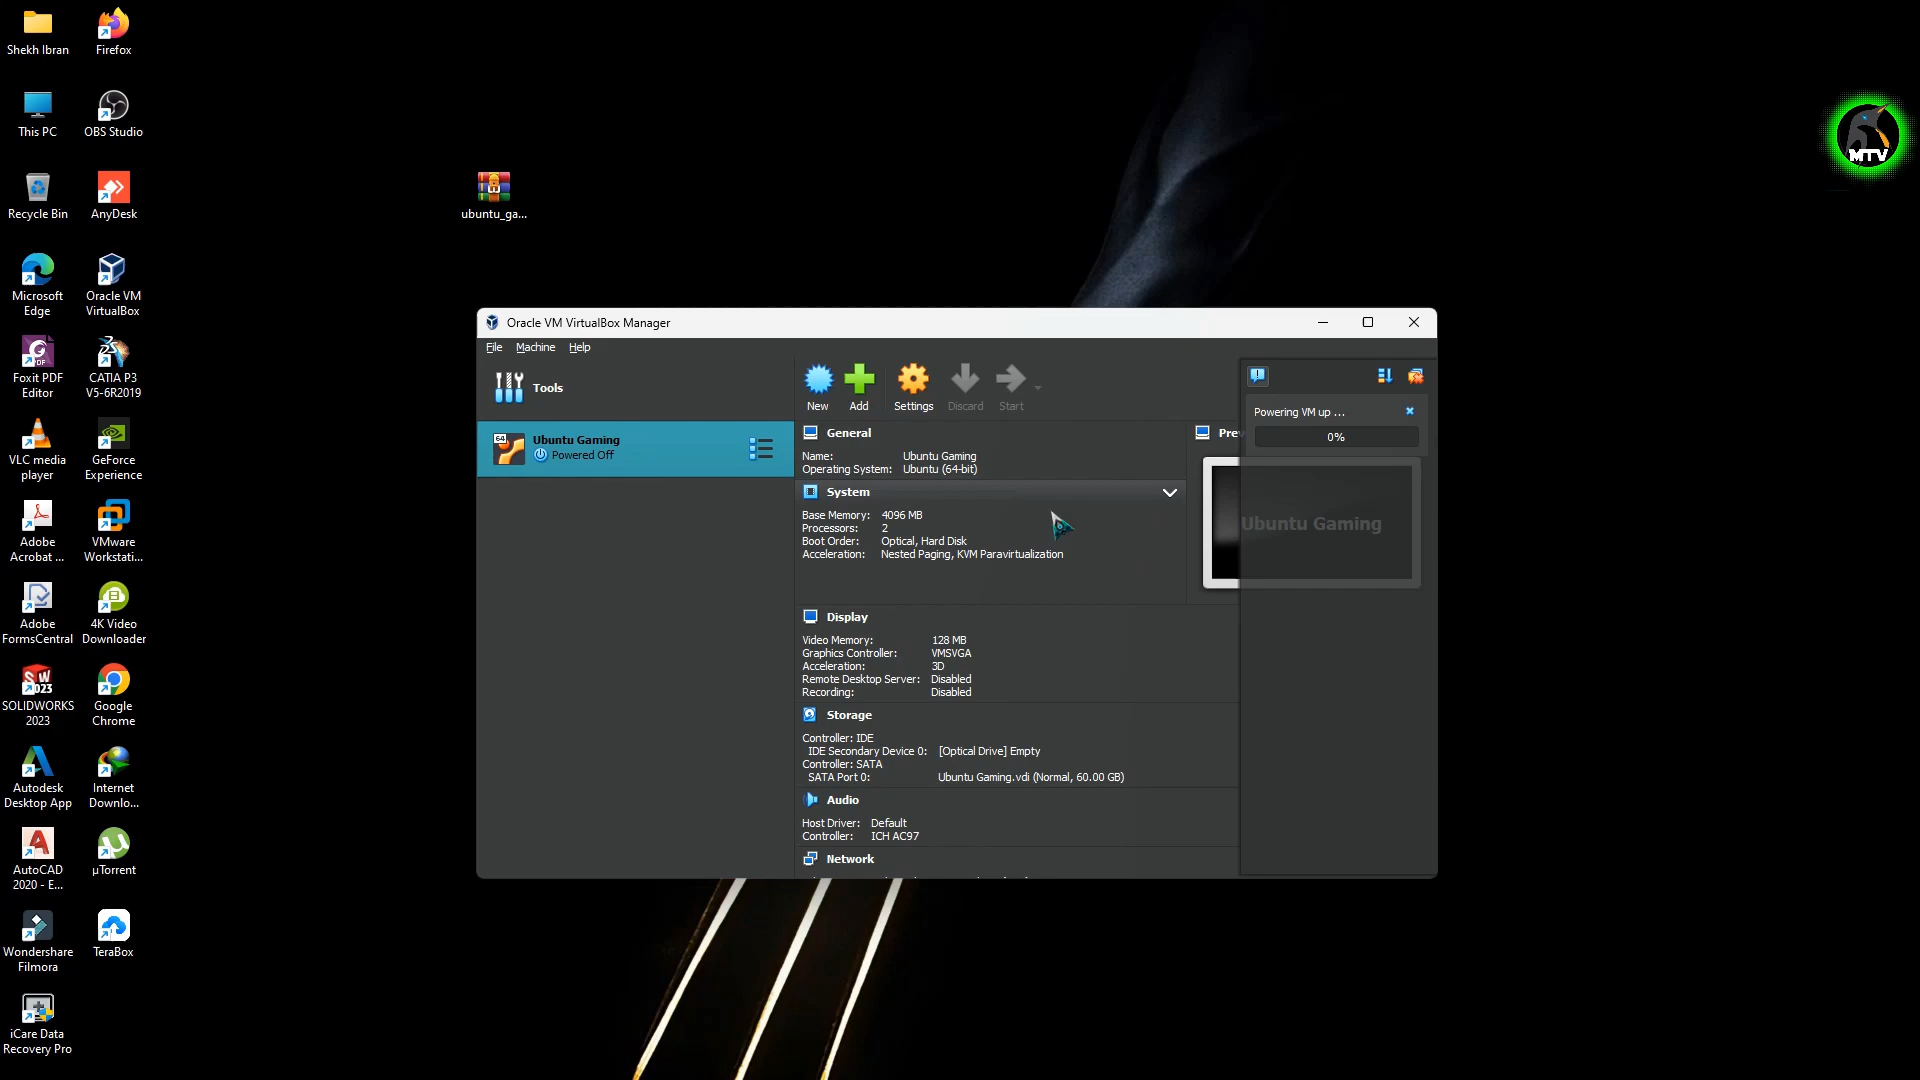 Shekh Ibran
Firefox
This PC
OBS Studio
Recycle Bin
AnyDesk
Microsoft
Edge
Oracle VM
VirtualBox
Foxit PDF
Editor
CATIA P3
V5-6R2019
VLC media
player
GeForce
Experience
Adobe
Acrobat ...
VMware
Workstati...
Adobe
FormsCentral
4K Video
Downloader
SW
2023
SOLIDWORKS
2023
Google
Chrome
Autodesk
Desktop App
Internet
Downlo...
AutoCAD
2020 - E...
µTorrent
Wondershare
Filmora
TeraBox
iCare Data
Recovery Pro
ubuntu_ga...
MTV
Oracle VM VirtualBox Manager
File Machine Help
Tools
New
Add
Settings
Discard
Start
64
Ubuntu Gaming
Powered Off
General
Name: Ubuntu Gaming
Operating System: Ubuntu (64-bit)
System
Base Memory: 4096 MB
Processors: 2
Boot Order: Optical, Hard Disk
Acceleration: Nested Paging, KVM Paravirtualization
Display
Video Memory: 128 MB
Graphics Controller: VMSVGA
Acceleration: 3D
Remote Desktop Server: Disabled
Recording: Disabled
Storage
Controller: IDE
IDE Secondary Device 0: [Optical Drive] Empty
Controller: SATA
SATA Port 0: Ubuntu Gaming.vdi (Normal, 60.00 GB)
Audio
Host Driver: Default
Controller: ICH AC97
Network
Pre
Powering VM up ...
0%
Ubuntu Gaming